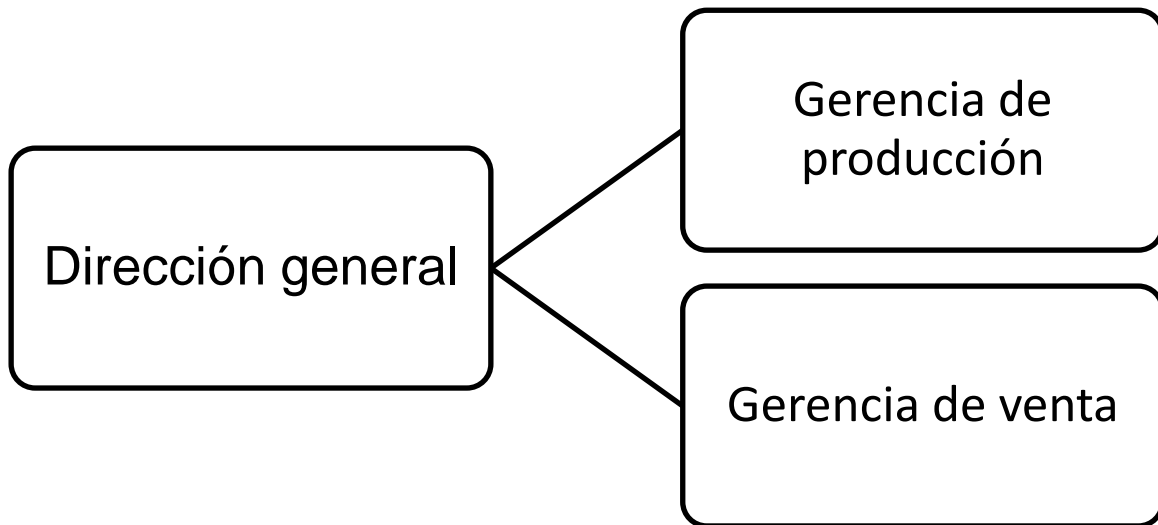 Dirección general
Gerencia de
producción
Gerencia de venta